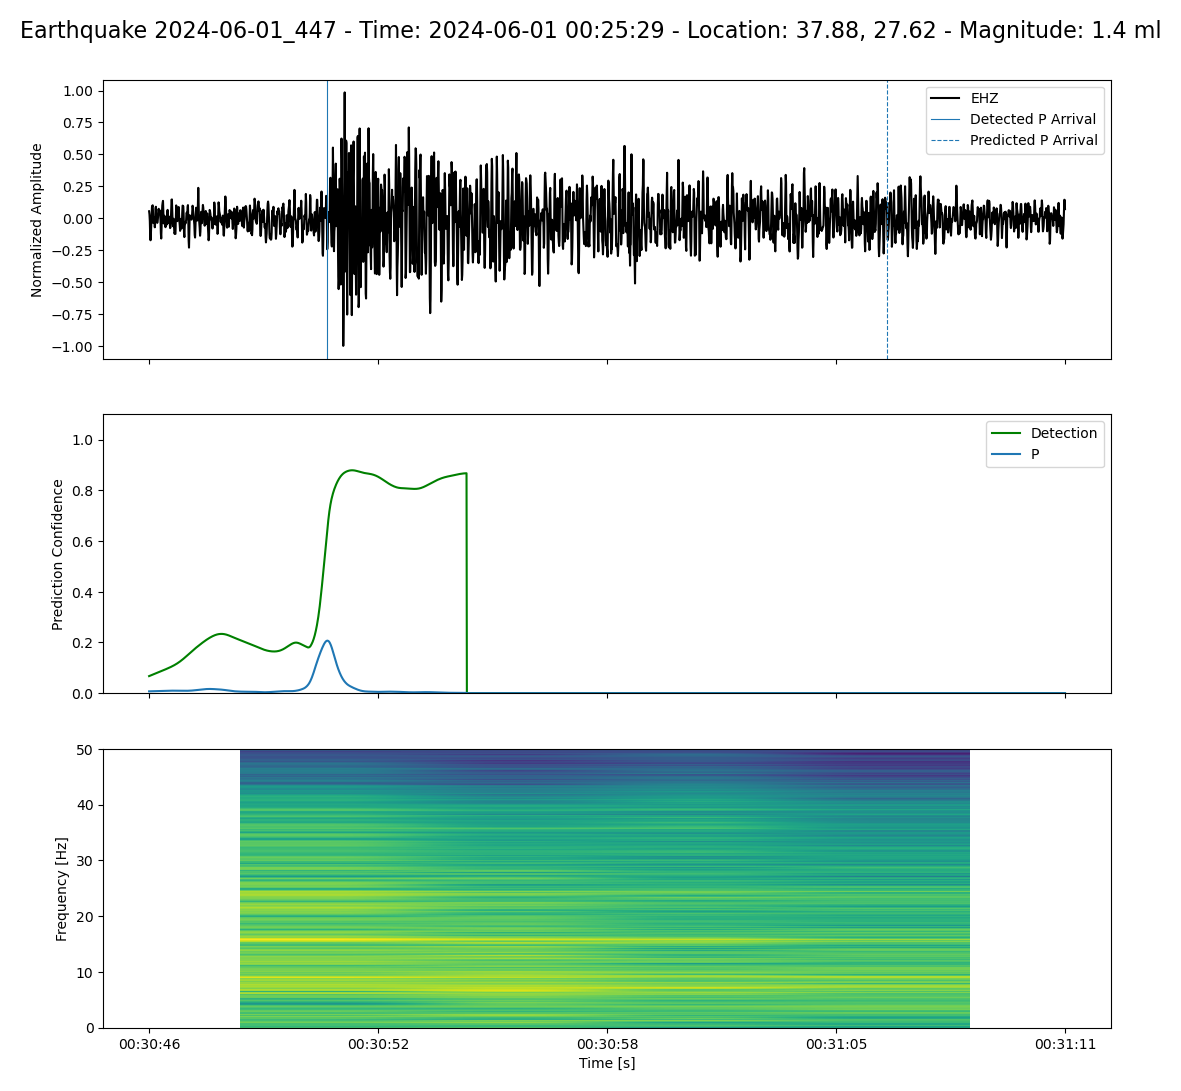 Earthquake 2024-06-01_447 - Time: 2024-06-01 00:25:29 - Location: 37.88, 27.62 - Magnitude: 1.4 ml
1.00
0.75
0.50
0.25
0.00
−0.25
−0.50
−0.75
−1.00
Normalized Amplitude
EHZ
Detected P Arrival
Predicted P Arrival
1.0
0.8
0.6
0.4
0.2
0.0
Prediction Confidence
Detection
P
50
40
30
20
10
0
Frequency [Hz]
00:30:46
00:30:52
00:30:58
00:31:05
00:31:11
Time [s]